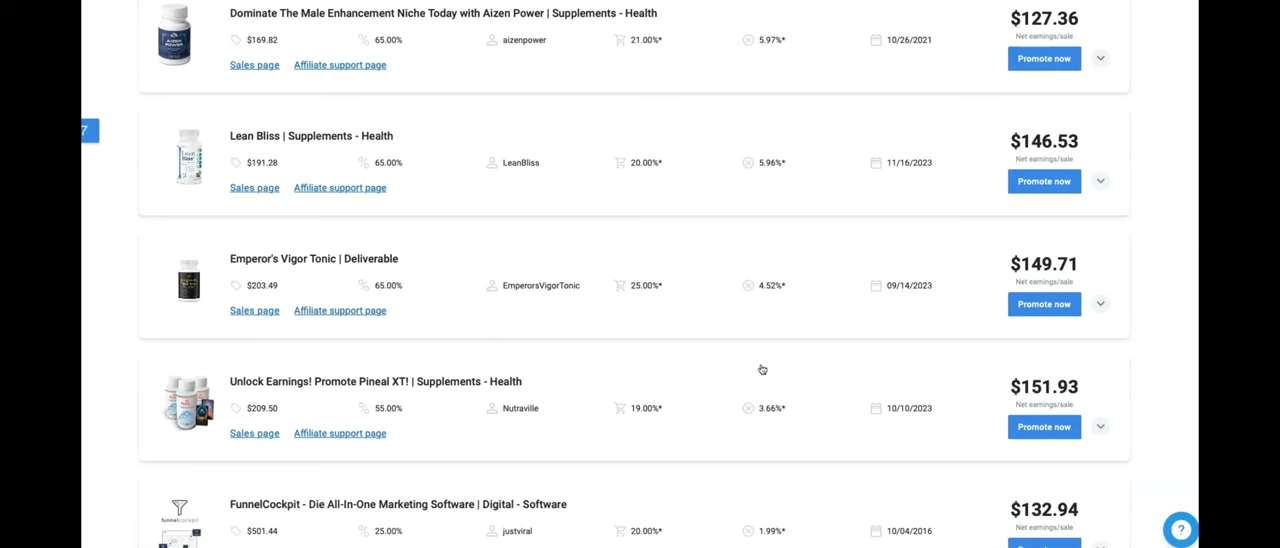 Dominate The Male Enhancement Niche Today with Aizen Power | Supplements - Health
$169.82 65.00% aizenpower 21.00%* 5.97%* 10/26/2021
Sales page Affiliate support page
$127.36
Net earnings/sale
Promote now
7
Lean Bliss | Supplements - Health
$191.28 65.00% LeanBliss 20.00%* 5.96%* 11/16/2023
Sales page Affiliate support page
$146.53
Net earnings/sale
Promote now
Emperor's Vigor Tonic | Deliverable
$203.49 65.00% EmperorsVigorTonic 25.00%* 4.52%* 09/14/2023
Sales page Affiliate support page
$149.71
Net earnings/sale
Promote now
Unlock Earnings! Promote Pineal XT! | Supplements - Health
$209.50 55.00% Nutraville 19.00%* 3.66%* 10/10/2023
Sales page Affiliate support page
$151.93
Net earnings/sale
Promote now
funnelcockpit
FunnelCockpit - Die All-In-One Marketing Software | Digital - Software
$501.44 25.00% justviral 20.00%* 1.99%* 10/04/2016
$132.94
Net earnings/sale
?